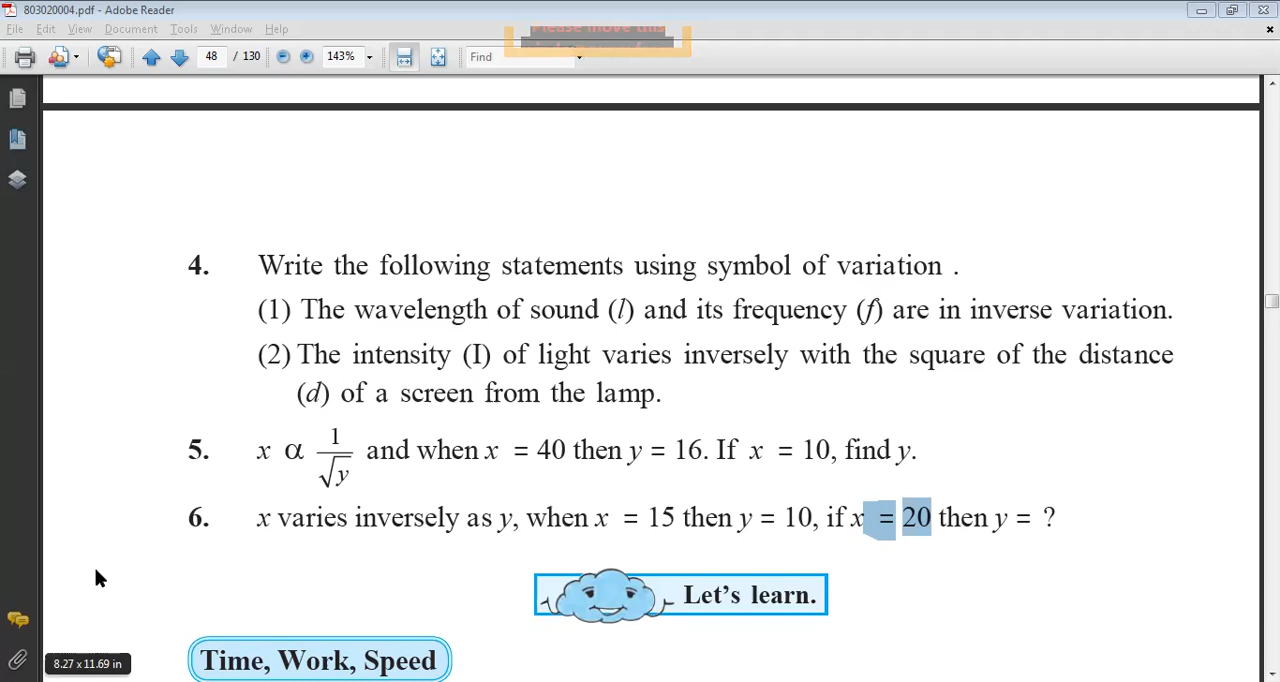 803020004.pdf - Adobe Reader
File Edit View Document Tools Window Help
Please move this
48 / 130 143% Find
4. Write the following statements using symbol of variation .
(1) The wavelength of sound (l) and its frequency (f) are in inverse variation.
(2) The intensity (I) of light varies inversely with the square of the distance
(d) of a screen from the lamp.
5. x α 1/√y and when x = 40 then y = 16. If x = 10, find y.
6. x varies inversely as y, when x = 15 then y = 10, if x = 20 then y = ?
Let's learn.
8.27 x 11.69 in
Time, Work, Speed